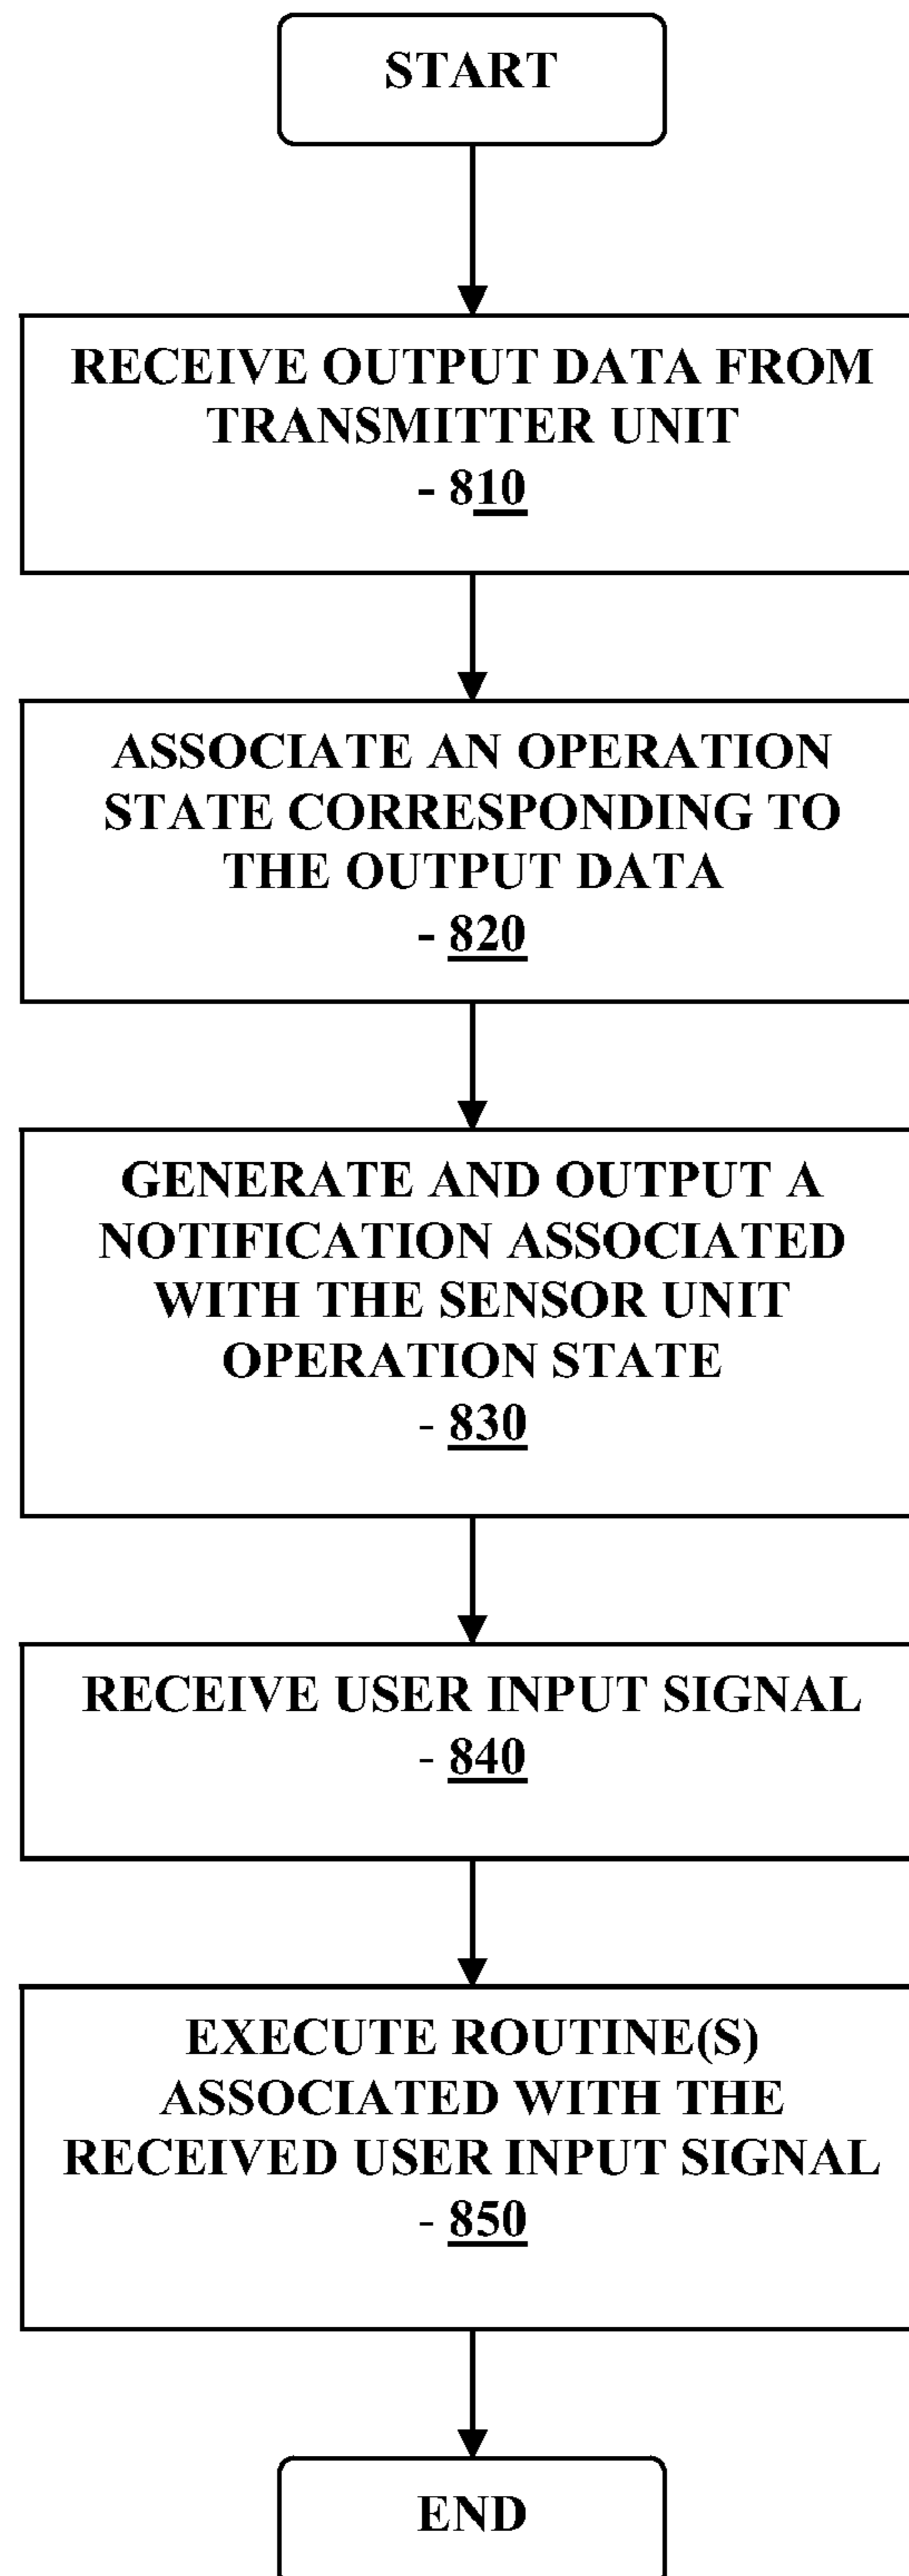 START
RECEIVE OUTPUT DATA FROM
TRANSMITTER UNIT
- 810
ASSOCIATE AN OPERATION
STATE CORRESPONDING TO
THE OUTPUT DATA
- 820
GENERATE AND OUTPUT A
NOTIFICATION ASSOCIATED
WITH THE SENSOR UNIT
OPERATION STATE
- 830
RECEIVE USER INPUT SIGNAL
- 840
EXECUTE ROUTINE(S)
ASSOCIATED WITH THE
RECEIVED USER INPUT SIGNAL
- 850
END